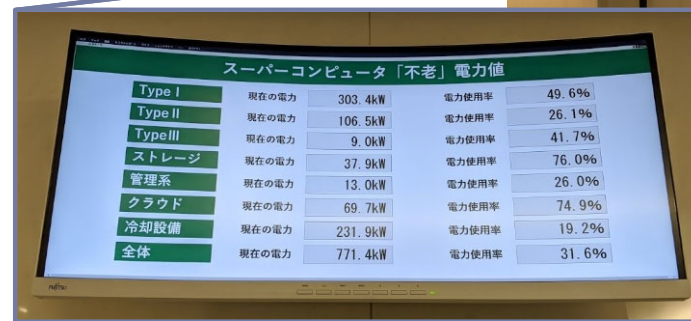 スーパーコンピュータ「不老」電力値
Type I 現在の電力 303.4kW 電力使用率 49.6%
Type II 現在の電力 106.5kW 電力使用率 26.1%
TypeIII 現在の電力 9.0kW 電力使用率 41.7%
ストレージ 現在の電力 37.9kW 電力使用率 76.0%
管理系 現在の電力 13.0kW 電力使用率 26.0%
クラウド 現在の電力 69.7kW 電力使用率 74.9%
冷却設備 現在の電力 231.9kW 電力使用率 19.2%
全体 現在の電力 771.4kW 電力使用率 31.6%
FUJITSU